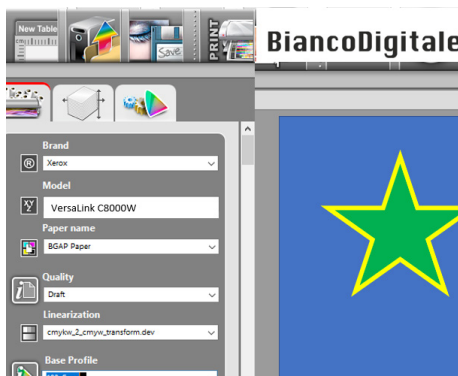 New Table
Save
PRINT
BiancoDigitale
Brand
®
Xerox
Model
VersaLink C8000W
Paper name
BGAP Paper
Quality
Draft
Linearization
cmykw_2_cmyw_transform.dev
Base Profile